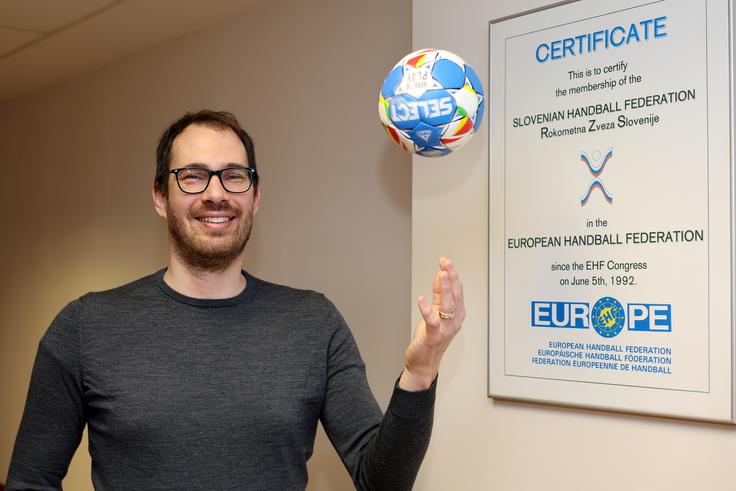 CERTIFICATE
This is to certify
the membership of the
SLOVENIAN HANDBALL FEDERATION
Rokometna Zveza Slovenije
in the
EUROPEAN HANDBALL FEDERATION
since the EHF Congress
on June 5th, 1992.
EUROPE
EUROPEAN HANDBALL FEDERATION
EUROPÄISCHE HANDBALL FÖDERATION
FEDERATION EUROPEENNE DE HANDBALL
SELECT
PLAY